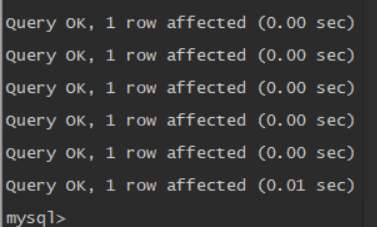 Query OK, 1 row affected (0.00 sec)
Query OK, 1 row affected (0.00 sec)
Query OK, 1 row affected (0.00 sec)
Query OK, 1 row affected (0.00 sec)
Query OK, 1 row affected (0.00 sec)
Query OK, 1 row affected (0.01 sec)
mysql>